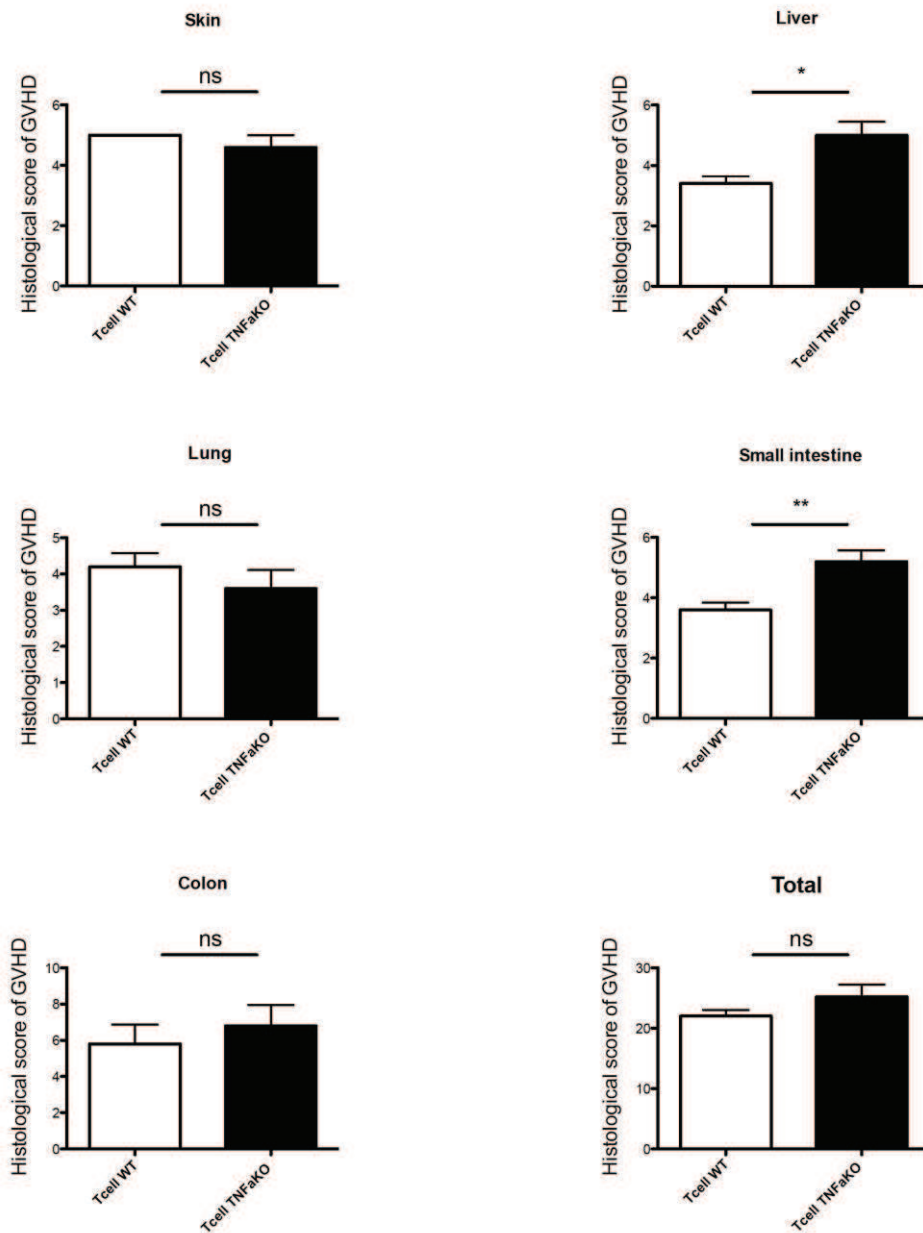 Skin
ns
Histological score of GVHD
6
4
2
0
Tcell WT
Tcell TNFaKO
Liver
*
Histological score of GVHD
6
4
2
0
Tcell WT
Tcell TNFaKO
Lung
ns
Histological score of GVHD
5
4
3
2
1
0
Tcell WT
Tcell TNFaKO
Small intestine
**
Histological score of GVHD
6
4
2
0
Tcell WT
Tcell TNFaKO
Colon
ns
Histological score of GVHD
10
8
6
4
2
0
Tcell WT
Tcell TNFaKO
Total
ns
Histological score of GVHD
30
20
10
0
Tcell WT
Tcell TNFaKO